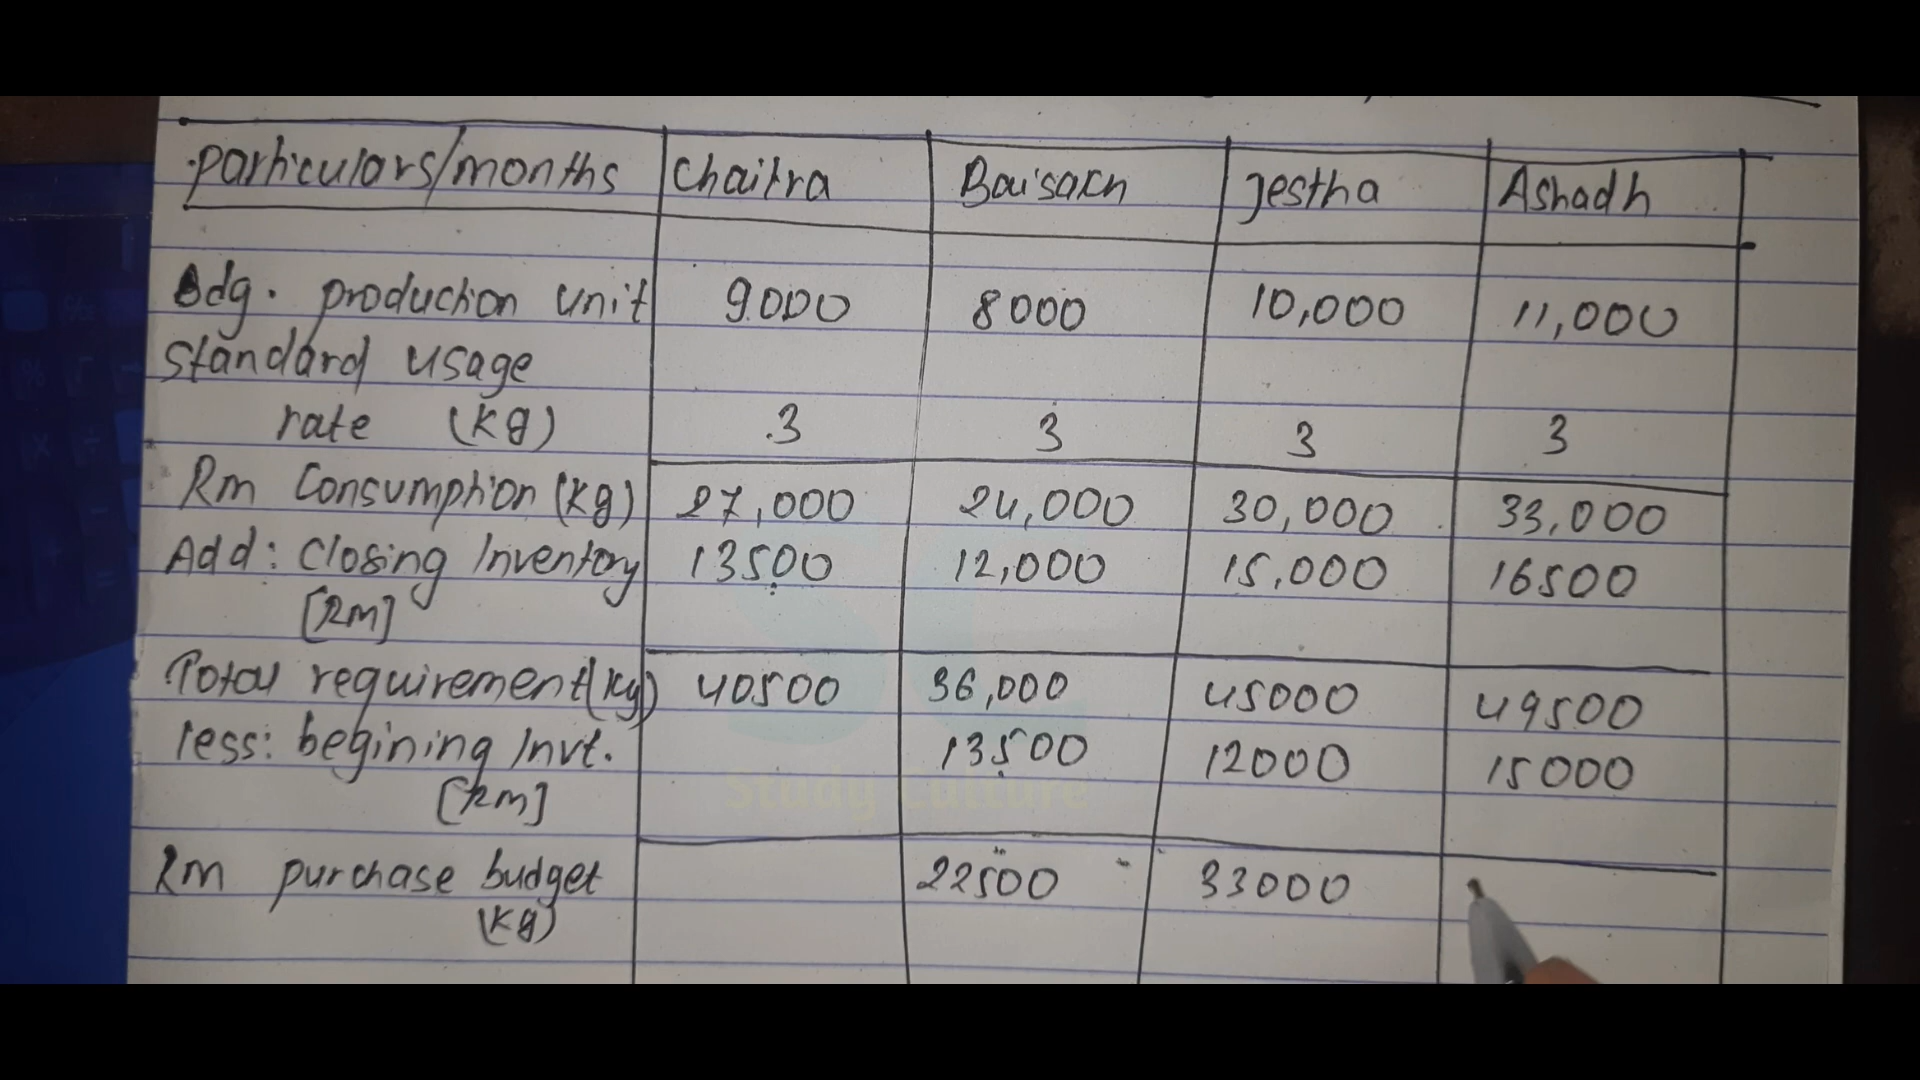 particulars/months Chaitra Baisakh Jestha Ashadh
Bdg. production unit 9000 8000 10,000 11,000
standard usage
rate (kg) 3 3 3 3
Rm Consumption (kg) 27,000 24,000 30,000 33,000
Add: Closing Inventory 13500 12,000 15,000 16500
[Rm]
Total requirement (kg) 40500 36,000 45000 49500
less: begining Invt. 13500 12000 15000
[Rm]
Study Culture
Rm purchase budget 22500 33000
(kg)